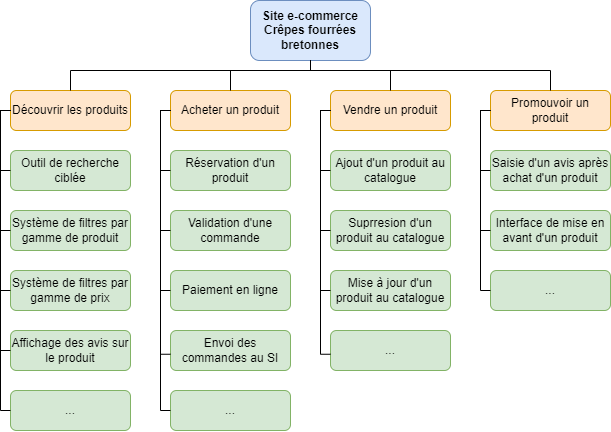 Site e-commerce
Crêpes fourrées
bretonnes
Découvrir les produits
Acheter un produit
Vendre un produit
Promouvoir un
produit
Outil de recherche
ciblée
Réservation d'un
produit
Ajout d'un produit au
catalogue
Saisie d'un avis après
achat d'un produit
Système de filtres par
gamme de produit
Validation d'une
commande
Supprresion d'un
produit au catalogue
Interface de mise en
avant d'un produit
Système de filtres par
gamme de prix
Paiement en ligne
Mise à jour d'un
produit au catalogue
...
Affichage des avis sur
le produit
Envoi des
commandes au SI
...
...
...